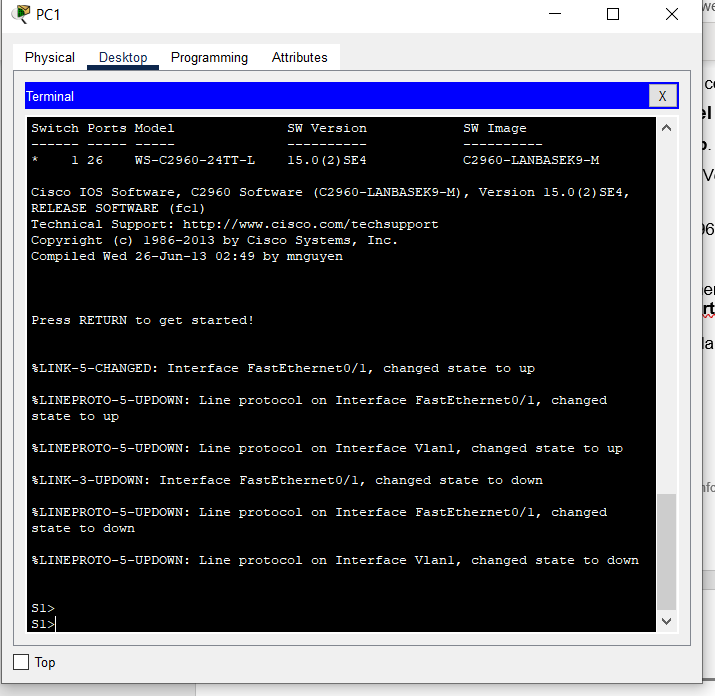 PC1
Physical Desktop Programming Attributes
Terminal X
Switch Ports Model SW Version SW Image
------ ----- ----- ---------- ----------
* 1 26 WS-C2960-24TT-L 15.0(2)SE4 C2960-LANBASEK9-M
Cisco IOS Software, C2960 Software (C2960-LANBASEK9-M), Version 15.0(2)SE4,
RELEASE SOFTWARE (fc1)
Technical Support: http://www.cisco.com/techsupport
Copyright (c) 1986-2013 by Cisco Systems, Inc.
Compiled Wed 26-Jun-13 02:49 by mnguyen
Press RETURN to get started!
%LINK-5-CHANGED: Interface FastEthernet0/1, changed state to up
%LINEPROTO-5-UPDOWN: Line protocol on Interface FastEthernet0/1, changed
state to up
%LINEPROTO-5-UPDOWN: Line protocol on Interface Vlan1, changed state to up
%LINK-3-UPDOWN: Interface FastEthernet0/1, changed state to down
%LINEPROTO-5-UPDOWN: Line protocol on Interface FastEthernet0/1, changed
state to down
%LINEPROTO-5-UPDOWN: Line protocol on Interface Vlan1, changed state to down
S1>
S1>
Top